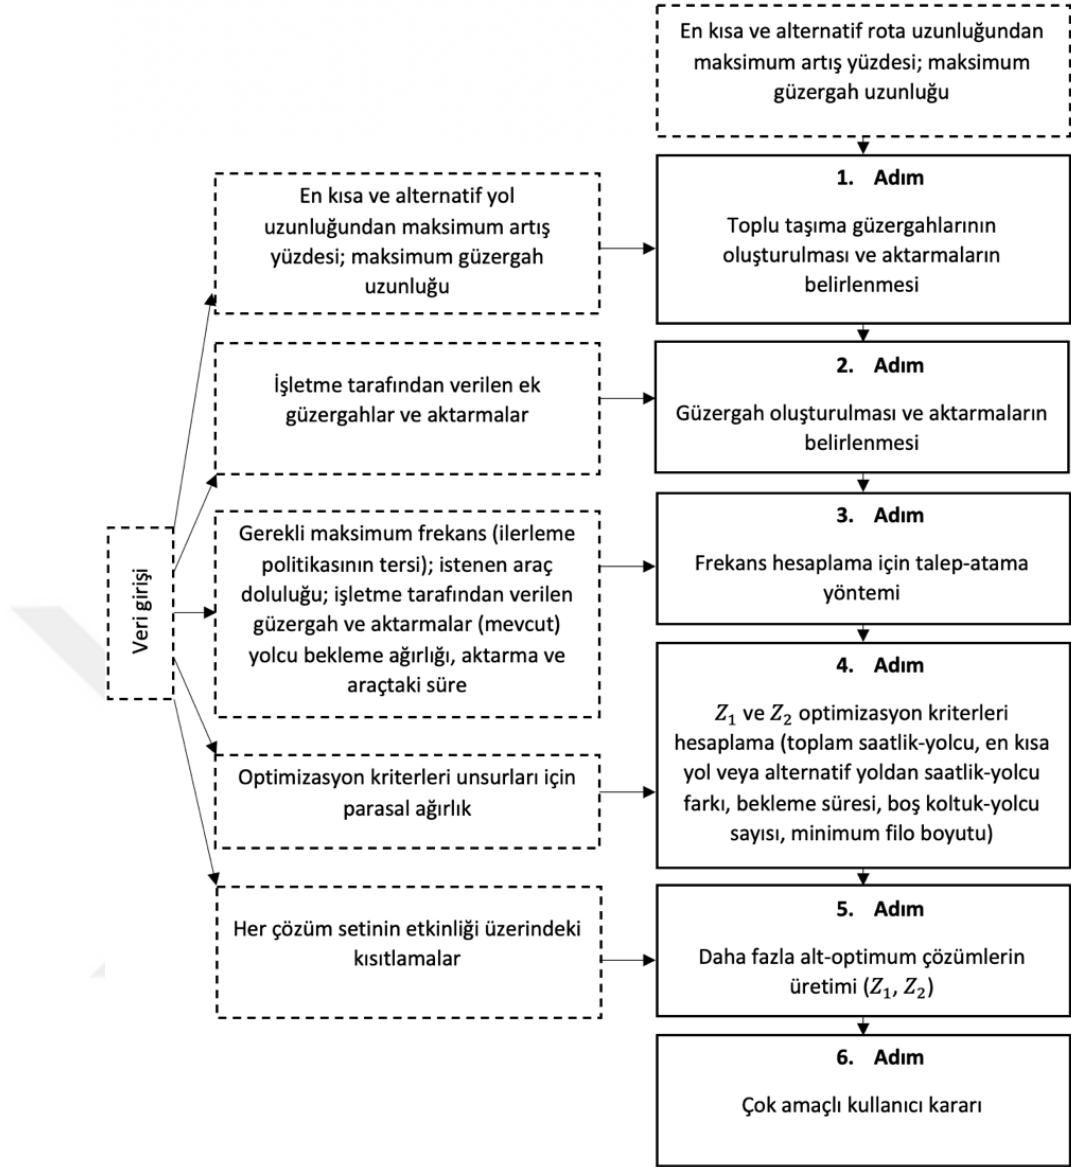 En kısa ve alternatif rota uzunluğundan
maksimum artış yüzdesi; maksimum
güzergah uzunluğu
1. Adım
Toplu taşıma güzergahlarının
oluşturulması ve aktarmaların
belirlenmesi
En kısa ve alternatif yol
uzunluğundan maksimum artış
yüzdesi; maksimum güzergah
uzunluğu
2. Adım
Güzergah oluşturulması ve aktarmaların
belirlenmesi
İşletme tarafından verilen ek
güzergahlar ve aktarmalar
3. Adım
Frekans hesaplama için talep-atama
yöntemi
Gerekli maksimum frekans (ilerleme
politikasının tersi); istenen araç
doluluğu; işletme tarafından verilen
güzergah ve aktarmalar (mevcut)
yolcu bekleme ağırlığı, aktarma ve
araçtaki süre
Veri girişi
4. Adım
Z₁ ve Z₂ optimizasyon kriterleri
hesaplama (toplam saatlik-yolcu, en kısa
yol veya alternatif yoldan saatlik-yolcu
farkı, bekleme süresi, boş koltuk-yolcu
sayısı, minimum filo boyutu)
Optimizasyon kriterleri unsurları için
parasal ağırlık
5. Adım
Daha fazla alt-optimum çözümlerin
üretimi (Z₁, Z₂)
Her çözüm setinin etkinliği üzerindeki
kısıtlamalar
6. Adım
Çok amaçlı kullanıcı kararı